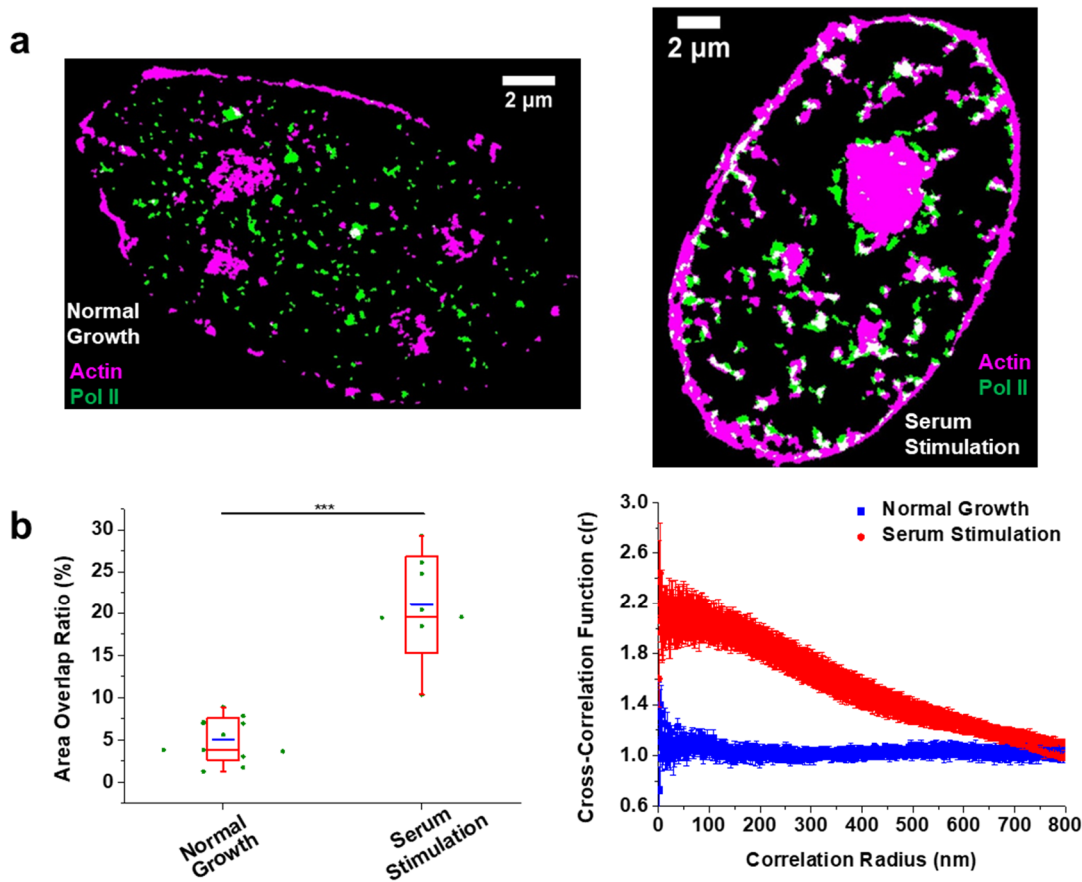 a
2 μm
Normal
Growth
Actin
Pol II
2 μm
Actin
Pol II
Serum
Stimulation
b
Area Overlap Ratio (%)
30
25
20
15
10
5
0
***
Normal
Growth
Serum
Stimulation
Cross-Correlation Function c(r)
3.0
2.6
2.2
1.8
1.4
1.0
0.6
Normal Growth
Serum Stimulation
0 100 200 300 400 500 600 700 800
Correlation Radius (nm)